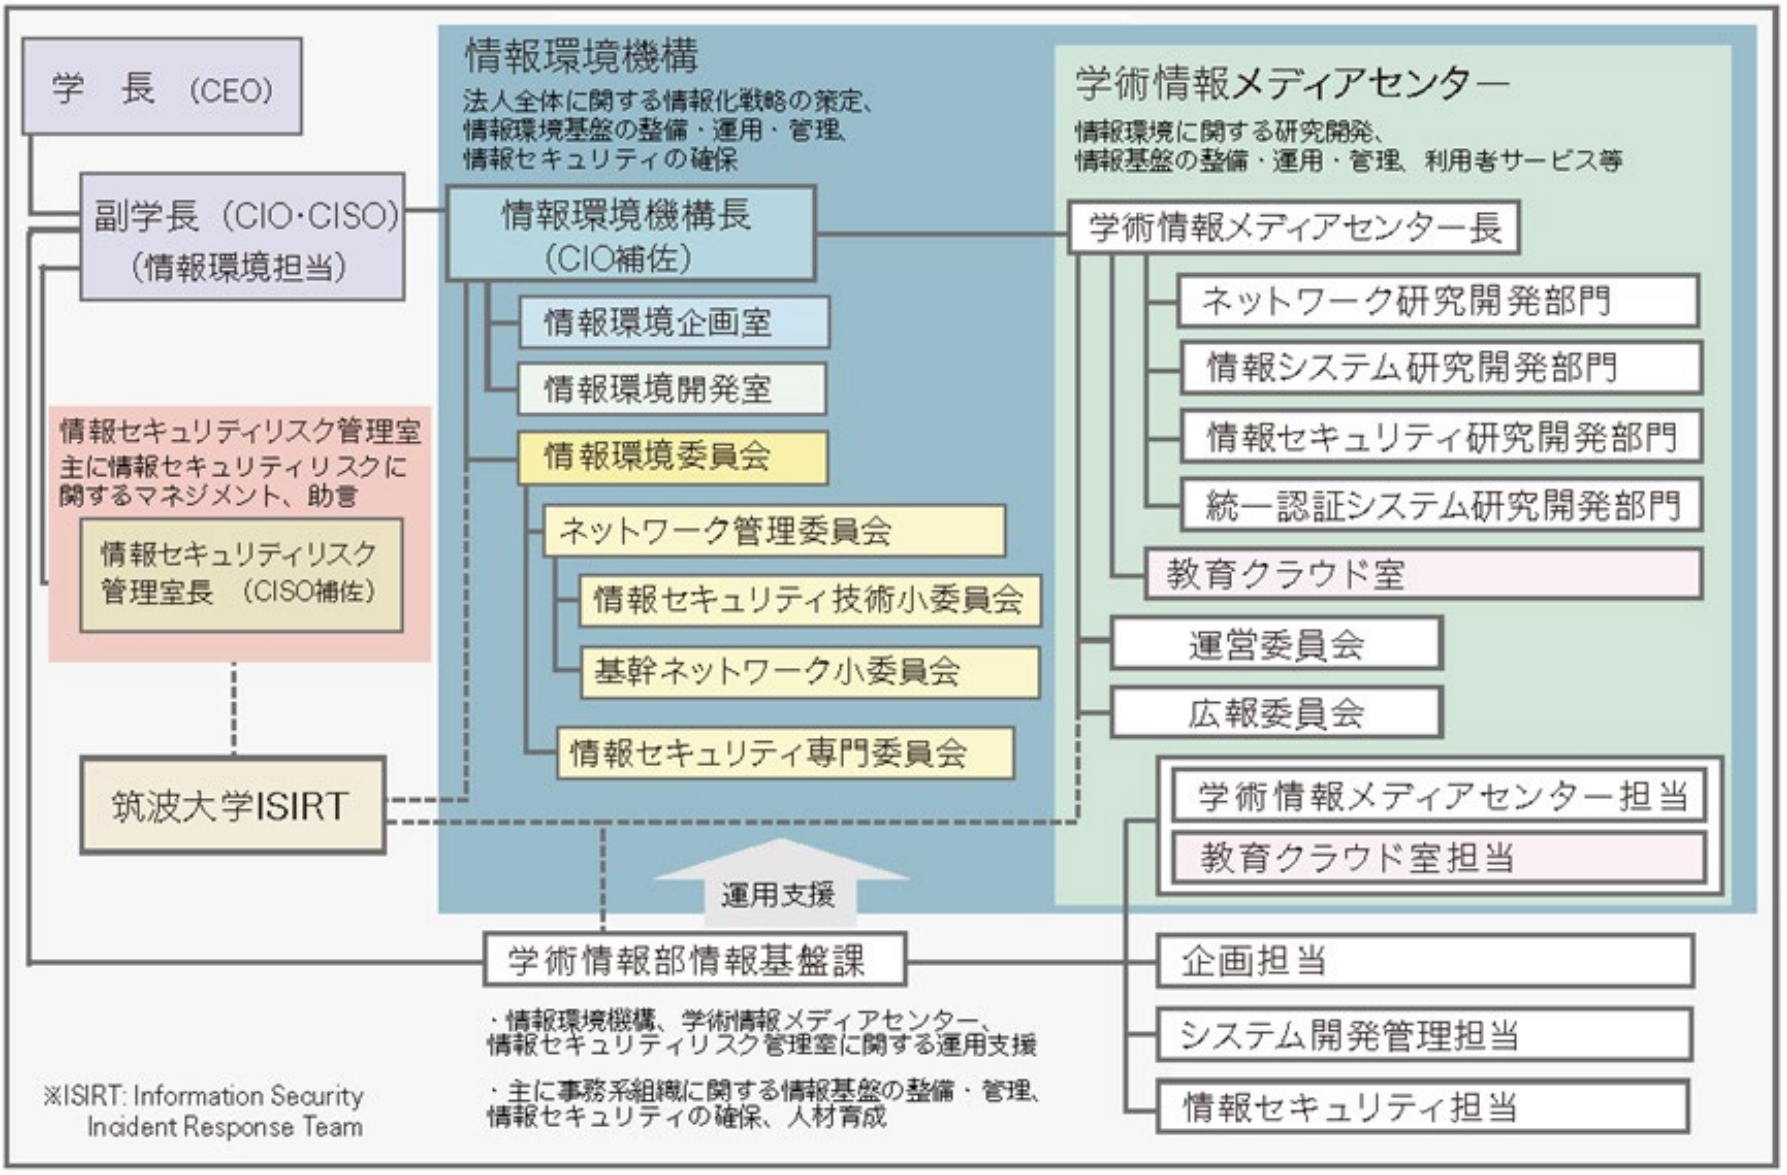 学 長 (CEO)
副学長 (CIO･CISO)
(情報環境担当)
情報セキュリディリスク管理室
主に情報セキュリティリスクに
関するマネジメント、助言
情報セキュリディリスク
管理室長 (CISO補佐)
筑波大学ISIRT
情報環境機構
法人全体に関する情報化戦略の策定、
情報環境基盤の整備・運用・管理、
情報セキュリティの確保
情報環境機構長
(CIO補佐)
情報環境企画室
情報環境開発室
情報環境委員会
ネットワーク管理委員会
情報セキュリティ技術小委員会
基幹ネットワーク小委員会
情報セキュリティ専門委員会
学術情報メディアセンター
情報環境に関する研究開発、
情報基盤の整備・運用・管理、利用者サービス等
学術情報メディアセンター長
ネットワーク研究開発部門
情報システム研究開発部門
情報セキュリティ研究開発部門
統一認証システム研究開発部門
教育クラウド室
運営委員会
広報委員会
学術情報メディアセンター担当
教育クラウド室担当
運用支援
学術情報部情報基盤課
・情報環境機構、学術情報メディアセンター、
情報セキュリティリスク管理室に関する運用支援
・主に事務系組織に関する情報基盤の整備・管理、
情報セキュリティの確保、人材育成
企画担当
システム開発管理担当
情報セキュリティ担当
※ISIRT: Information Security
Incident Response Team